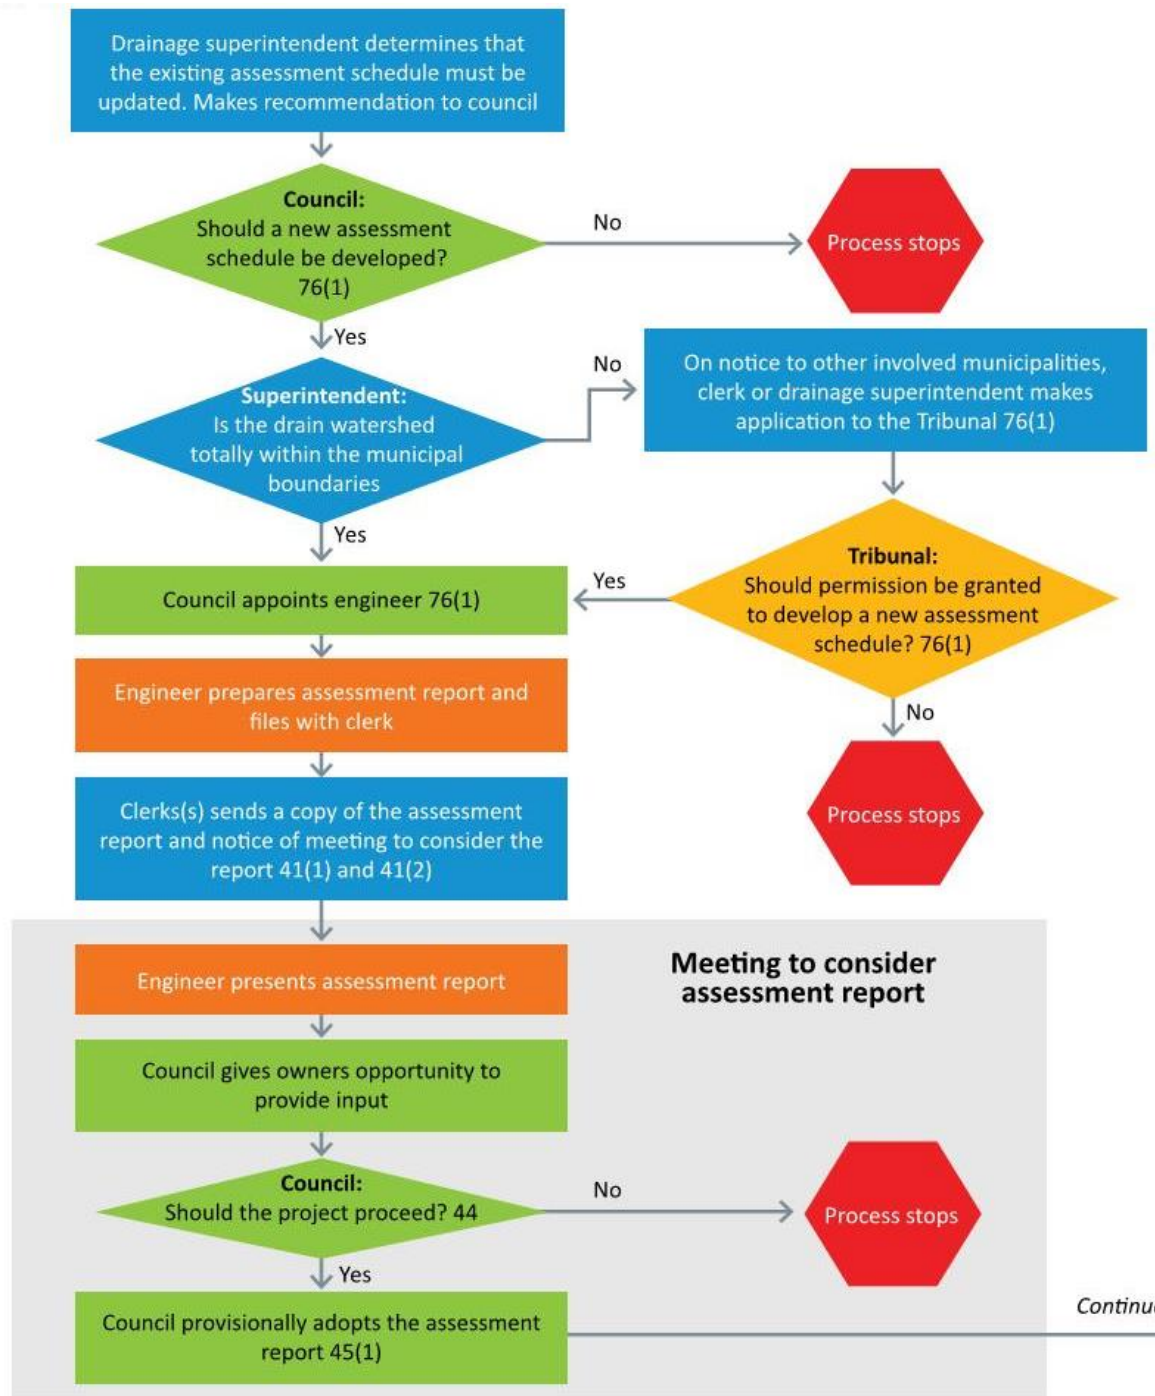 Drainage superintendent determines that
the existing assessment schedule must be
updated. Makes recommendation to council
Council:
Should a new assessment
schedule be developed?
76(1)
No
Process stops
Yes
Superintendent:
Is the drain watershed
totally within the municipal
boundaries
No
On notice to other involved municipalities,
clerk or drainage superintendent makes
application to the Tribunal 76(1)
Yes
Tribunal:
Should permission be granted
to develop a new assessment
schedule? 76(1)
Yes
No
Process stops
Council appoints engineer 76(1)
Engineer prepares assessment report and
files with clerk
Clerks(s) sends a copy of the assessment
report and notice of meeting to consider the
report 41(1) and 41(2)
Meeting to consider
assessment report
Engineer presents assessment report
Council gives owners opportunity to
provide input
Council:
Should the project proceed? 44
No
Process stops
Yes
Council provisionally adopts the assessment
report 45(1)
Continu